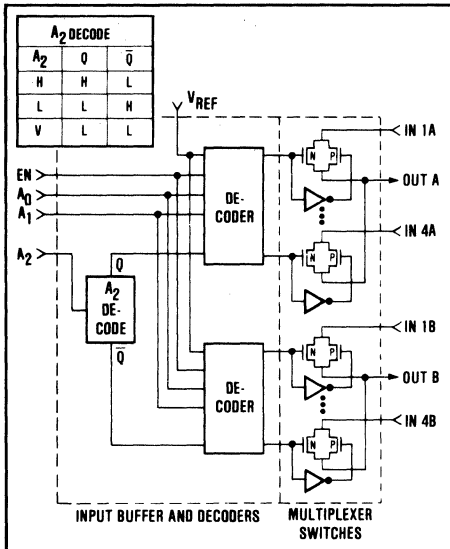 A2 DECODE
A2 Q Q̅
H H L
L L H
V L L
VREF
EN
A0
A1
A2
Q
A2
DE-
CODE
Q̅
DE-
CODER
DE-
CODER
N P
N P
N P
N P
IN 1A
OUT A
IN 4A
IN 1B
OUT B
IN 4B
INPUT BUFFER AND DECODERS
MULTIPLEXER
SWITCHES